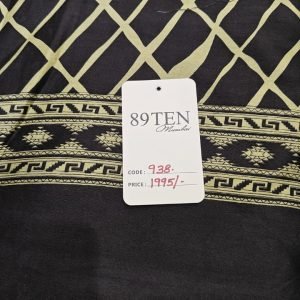 89TEN
Mumbai
CODE : 938.
PRICE : 1995/-